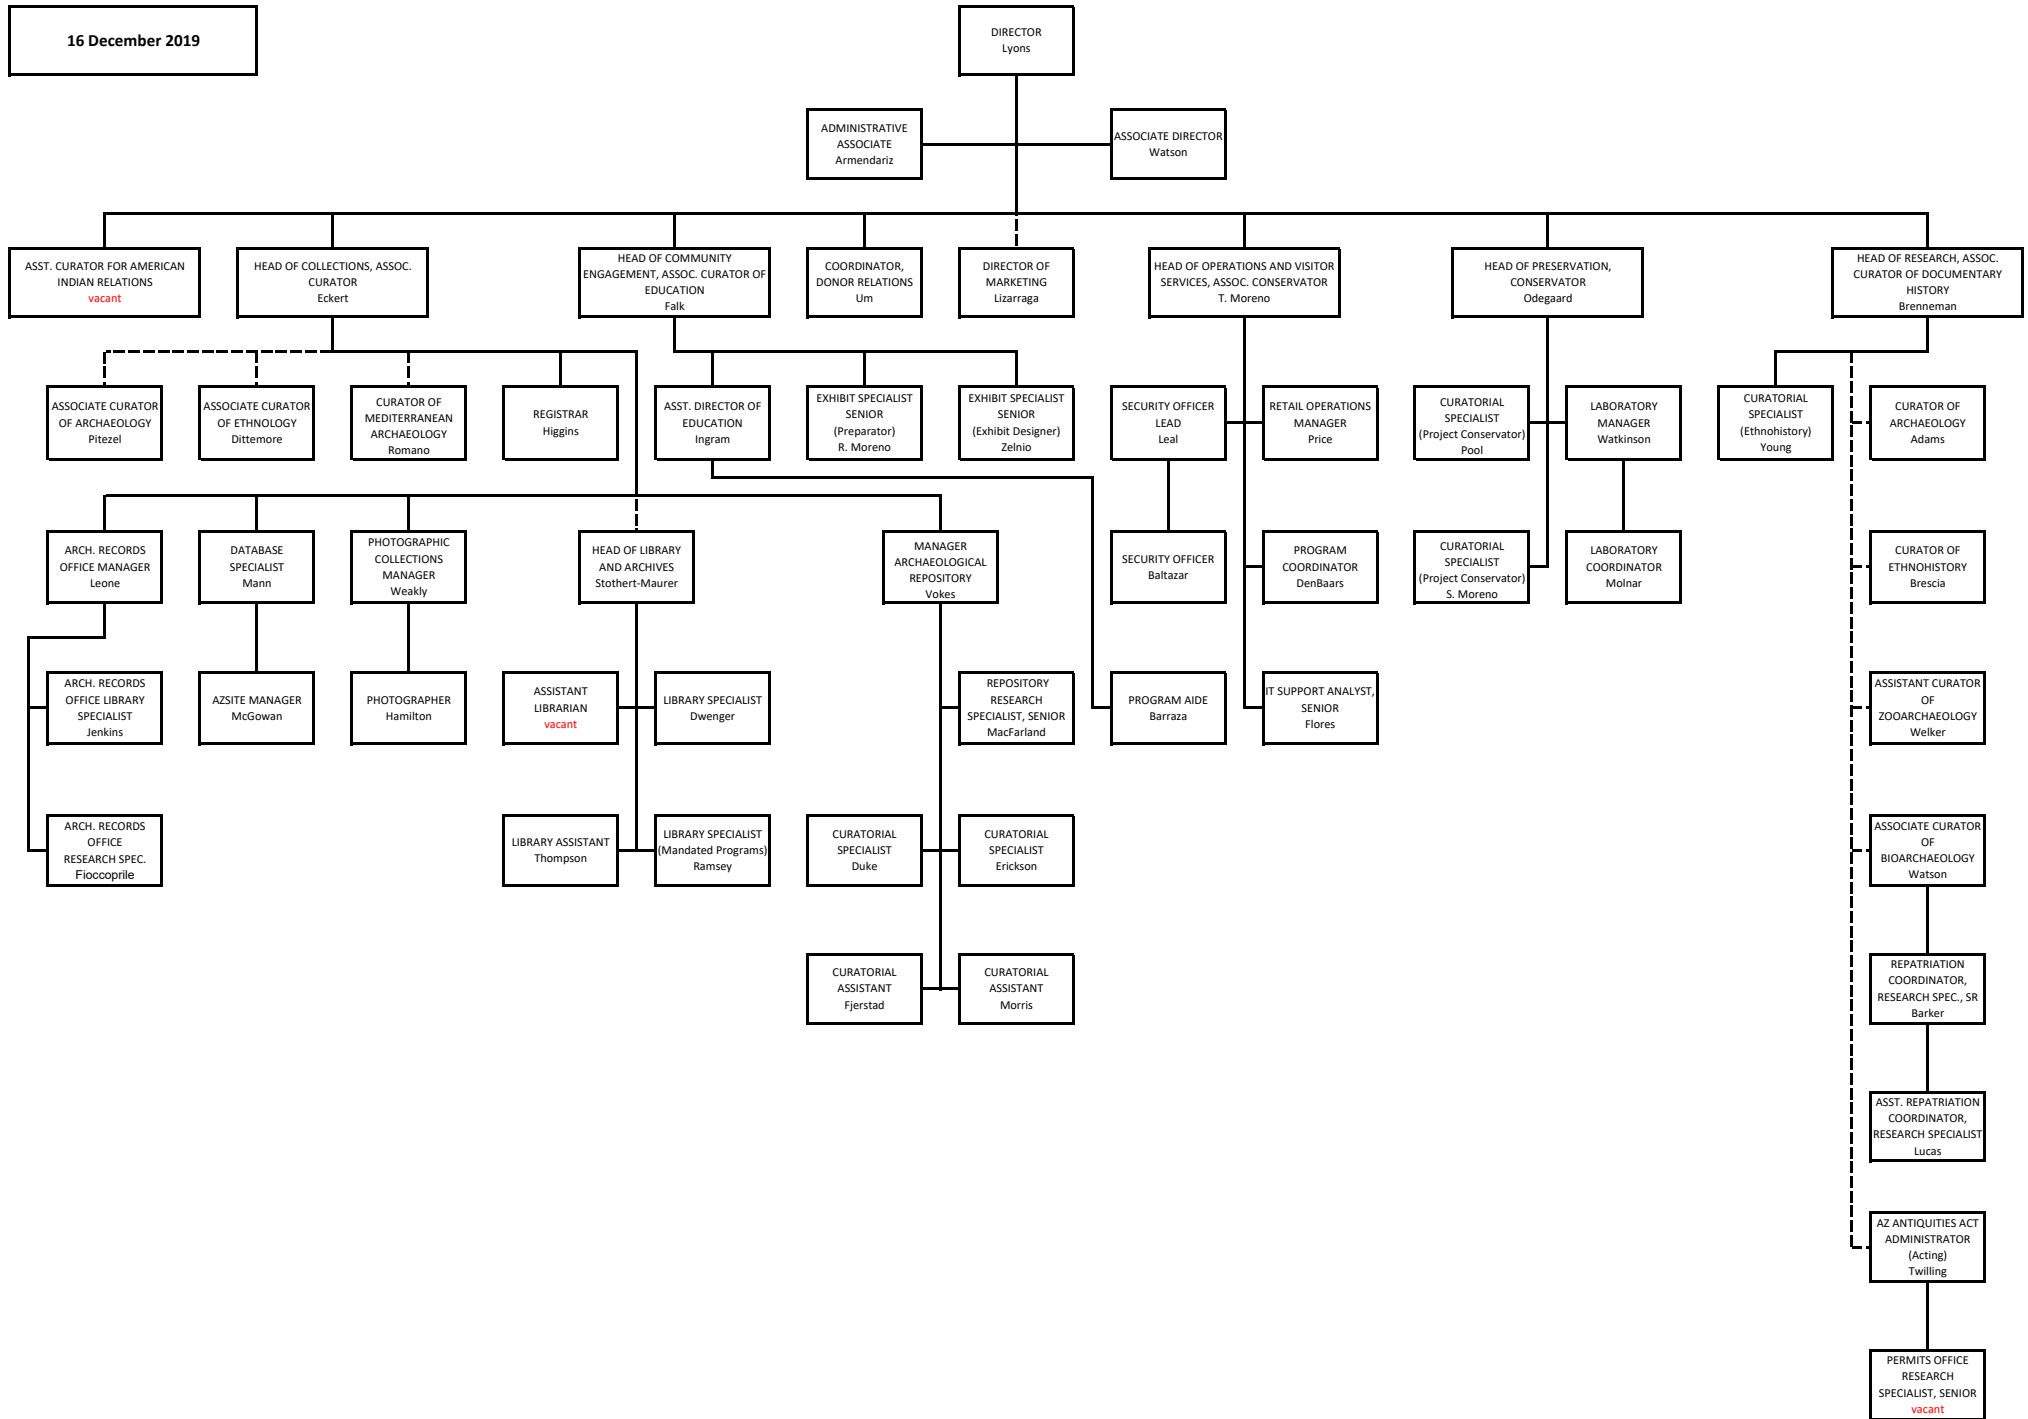 16 December 2019
DIRECTOR
Lyons
ADMINISTRATIVE
ASSOCIATE
Armendariz
ASSOCIATE DIRECTOR
Watson
ASST. CURATOR FOR AMERICAN
INDIAN RELATIONS
vacant
HEAD OF COLLECTIONS, ASSOC.
CURATOR
Eckert
HEAD OF COMMUNITY
ENGAGEMENT, ASSOC. CURATOR OF
EDUCATION
Falk
COORDINATOR,
DONOR RELATIONS
Um
DIRECTOR OF
MARKETING
Lizarraga
HEAD OF OPERATIONS AND VISITOR
SERVICES, ASSOC. CONSERVATOR
T. Moreno
HEAD OF PRESERVATION,
CONSERVATOR
Odegaard
HEAD OF RESEARCH, ASSOC.
CURATOR OF DOCUMENTARY
HISTORY
Brenneman
ASSOCIATE CURATOR
OF ARCHAEOLOGY
Pitezel
ASSOCIATE CURATOR
OF ETHNOLOGY
Dittemore
CURATOR OF
MEDITERRANEAN
ARCHAEOLOGY
Romano
REGISTRAR
Higgins
ASST. DIRECTOR OF
EDUCATION
Ingram
EXHIBIT SPECIALIST
SENIOR
(Preparator)
R. Moreno
EXHIBIT SPECIALIST
SENIOR
(Exhibit Designer)
Zelnio
SECURITY OFFICER
LEAD
Leal
RETAIL OPERATIONS
MANAGER
Price
CURATORIAL
SPECIALIST
(Project Conservator)
Pool
LABORATORY
MANAGER
Watkinson
CURATORIAL
SPECIALIST
(Ethnohistory)
Young
CURATOR OF
ARCHAEOLOGY
Adams
ARCH. RECORDS
OFFICE MANAGER
Leone
DATABASE
SPECIALIST
Mann
PHOTOGRAPHIC
COLLECTIONS
MANAGER
Weakly
HEAD OF LIBRARY
AND ARCHIVES
Stothert-Maurer
MANAGER
ARCHAEOLOGICAL
REPOSITORY
Vokes
SECURITY OFFICER
Baltazar
PROGRAM
COORDINATOR
DenBaars
CURATORIAL
SPECIALIST
(Project Conservator)
S. Moreno
LABORATORY
COORDINATOR
Molnar
CURATOR OF
ETHNOHISTORY
Brescia
ARCH. RECORDS
OFFICE LIBRARY
SPECIALIST
Jenkins
AZSITE MANAGER
McGowan
PHOTOGRAPHER
Hamilton
ASSISTANT
LIBRARIAN
vacant
LIBRARY SPECIALIST
Dwenger
REPOSITORY
RESEARCH
SPECIALIST, SENIOR
MacFarland
PROGRAM AIDE
Barraza
IT SUPPORT ANALYST,
SENIOR
Flores
ASSISTANT CURATOR
OF
ZOOARCHAEOLOGY
Welker
ARCH. RECORDS
OFFICE
RESEARCH SPEC.
Fioccoprile
LIBRARY ASSISTANT
Thompson
LIBRARY SPECIALIST
(Mandated Programs)
Ramsey
CURATORIAL
SPECIALIST
Duke
CURATORIAL
SPECIALIST
Erickson
ASSOCIATE CURATOR
OF
BIOARCHAEOLOGY
Watson
CURATORIAL
ASSISTANT
Fjerstad
CURATORIAL
ASSISTANT
Morris
REPATRIATION
COORDINATOR,
RESEARCH SPEC., SR
Barker
ASST. REPATRIATION
COORDINATOR,
RESEARCH SPECIALIST
Lucas
AZ ANTIQUITIES ACT
ADMINISTRATOR
(Acting)
Twilling
PERMITS OFFICE
RESEARCH
SPECIALIST, SENIOR
vacant